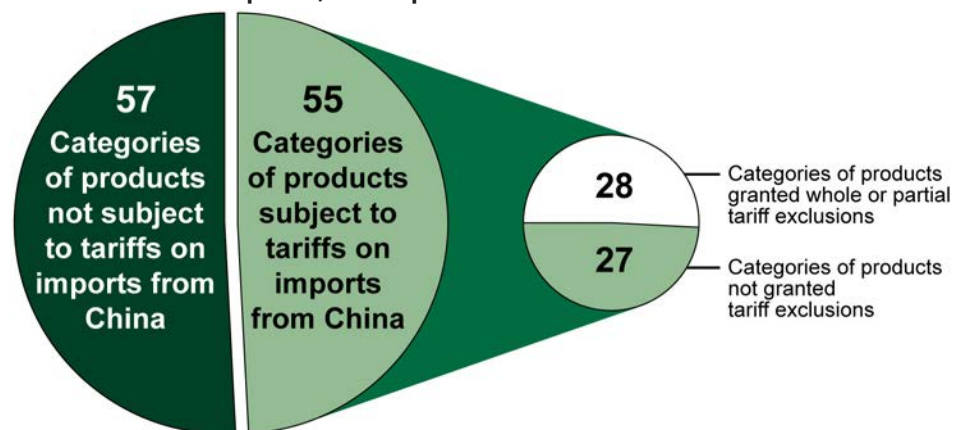 57
Categories
of products
not subject
to tariffs on
imports from
China
55
Categories
of products
subject to
tariffs on
imports
from China
28
Categories of products
granted whole or partial
tariff exclusions
27
Categories of products
not granted
tariff exclusions